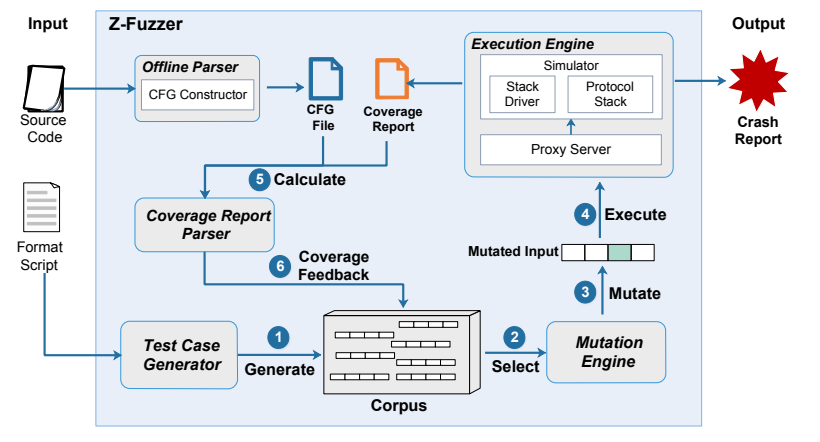 Input
Z-Fuzzer
Output
Source
Code
Offline Parser
CFG Constructor
CFG
File
Coverage
Report
Execution Engine
Simulator
Stack
Driver
Protocol
Stack
Proxy Server
Crash
Report
5 Calculate
Coverage Report
Parser
4 Execute
Format
Script
6 Coverage
Feedback
Mutated Input
3 Mutate
Test Case
Generator
1
Generate
Corpus
2
Select
Mutation
Engine